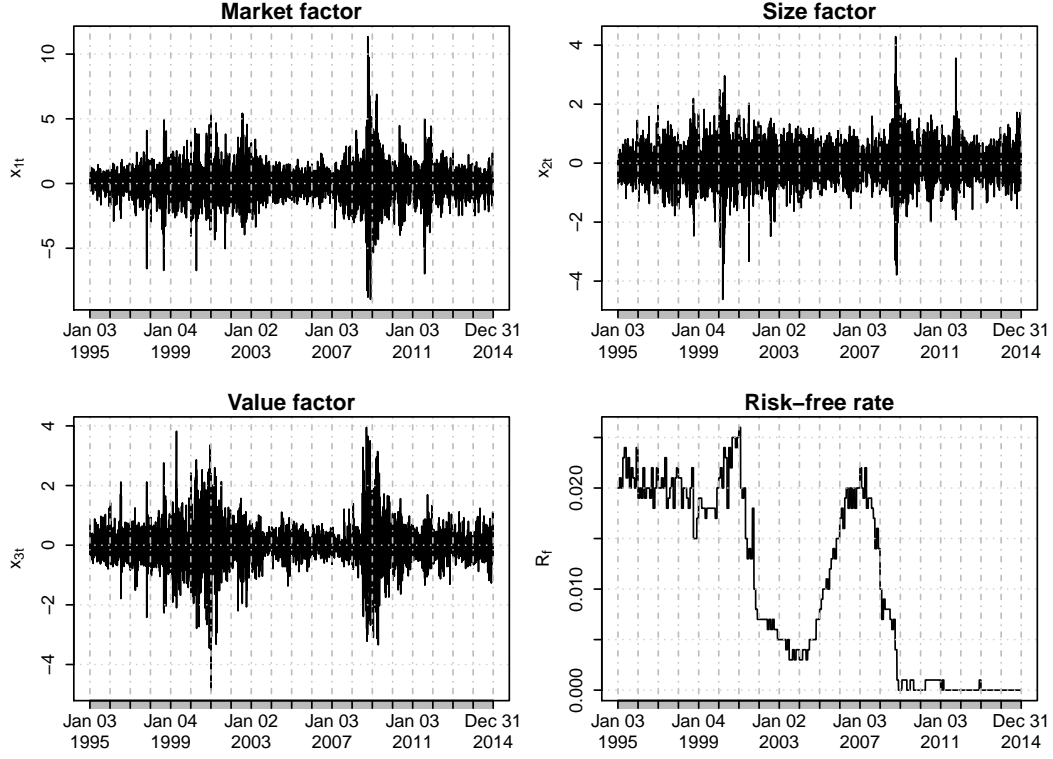 Market factor
x1t
10
5
0
−5
Jan 03 Jan 04 Jan 02 Jan 03 Jan 03 Dec 31
1995 1999 2003 2007 2011 2014
Size factor
x2t
4
2
0
−2
−4
Jan 03 Jan 04 Jan 02 Jan 03 Jan 03 Dec 31
1995 1999 2003 2007 2011 2014
Value factor
x3t
4
2
0
−2
−4
Jan 03 Jan 04 Jan 02 Jan 03 Jan 03 Dec 31
1995 1999 2003 2007 2011 2014
Risk−free rate
Rf
0.020
0.010
0.000
Jan 03 Jan 04 Jan 02 Jan 03 Jan 03 Dec 31
1995 1999 2003 2007 2011 2014